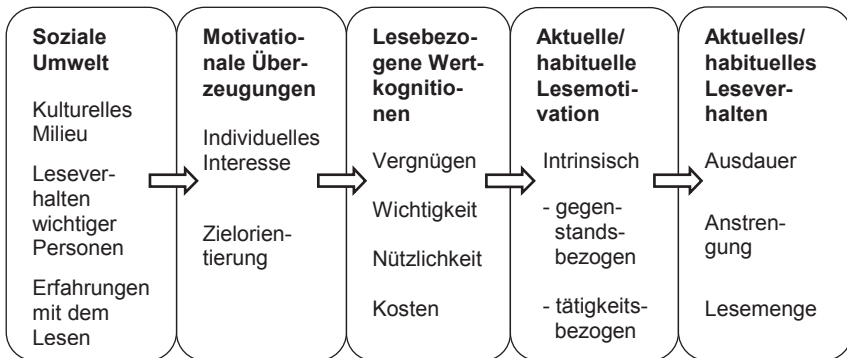 Soziale
Umwelt
Kulturelles
Milieu
Lesever-
halten
wichtiger
Personen
Erfahrungen
mit dem
Lesen
Motivatio-
nale Über-
zeugungen
Individuelles
Interesse
Zielorien-
tierung
Lesebezo-
gene Wert-
kognitio-
nen
Vergnügen
Wichtigkeit
Nützlichkeit
Kosten
Aktuelle/
habituelle
Lesemoti-
vation
Intrinsisch
- gegen-
standsbezogen
- tätigkeits-
bezogen
Aktuelles/
habituelles
Lesever-
halten
Ausdauer
Anstren-
gung
Lesemenge